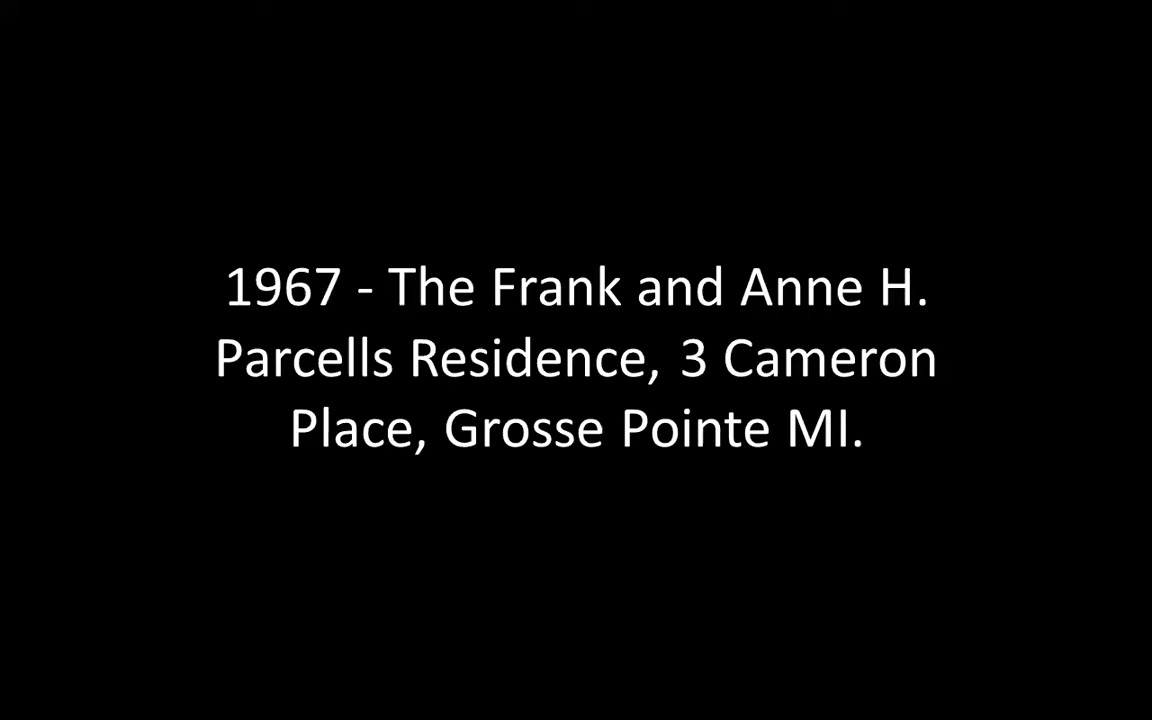 1967 - The Frank and Anne H.
Parcells Residence, 3 Cameron
Place, Grosse Pointe MI.